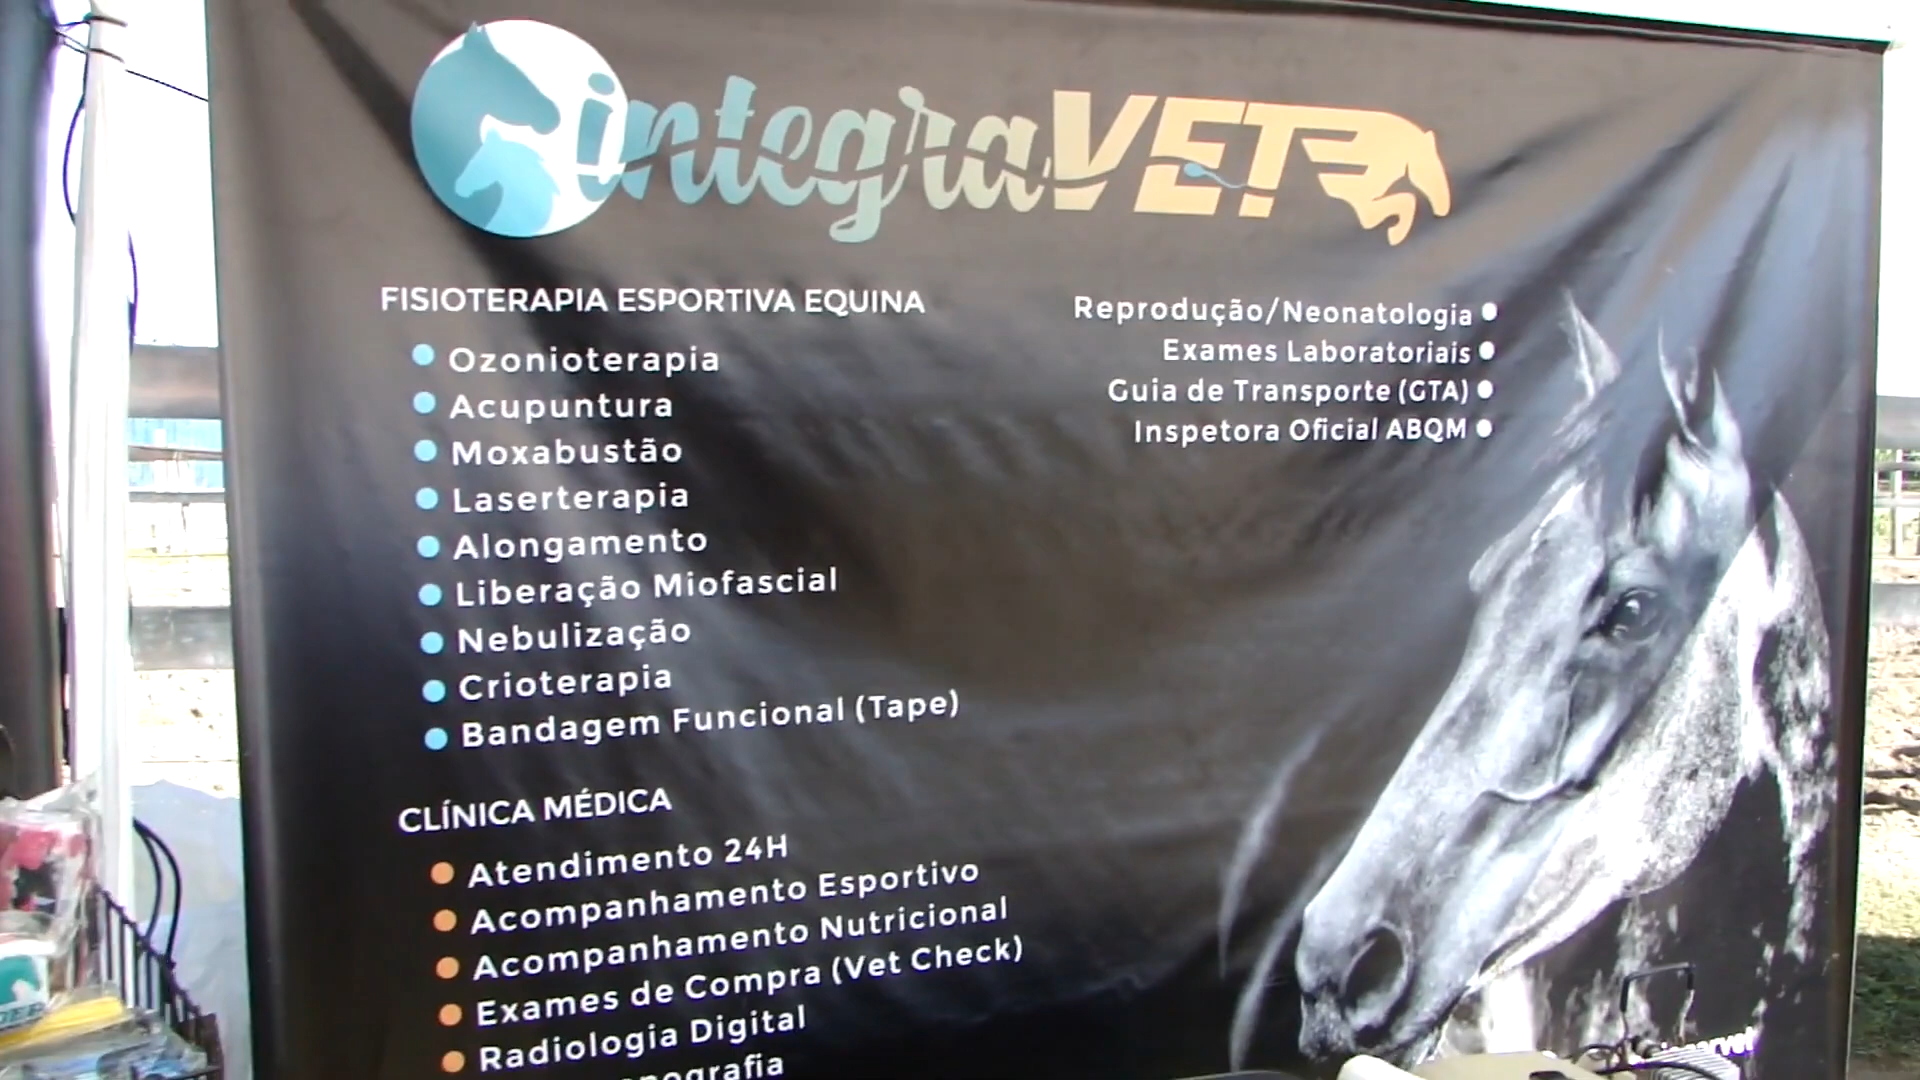 integraVET
FISIOTERAPIA ESPORTIVA EQUINA
Ozonioterapia
Acupuntura
Moxabustão
Laserterapia
Alongamento
Liberação Miofascial
Nebulização
Crioterapia
Bandagem Funcional (Tape)
Reprodução/Neonatologia
Exames Laboratoriais
Guia de Transporte (GTA)
Inspetora Oficial ABQM
CLÍNICA MÉDICA
Atendimento 24H
Acompanhamento Esportivo
Acompanhamento Nutricional
Exames de Compra (Vet Check)
Radiologia Digital